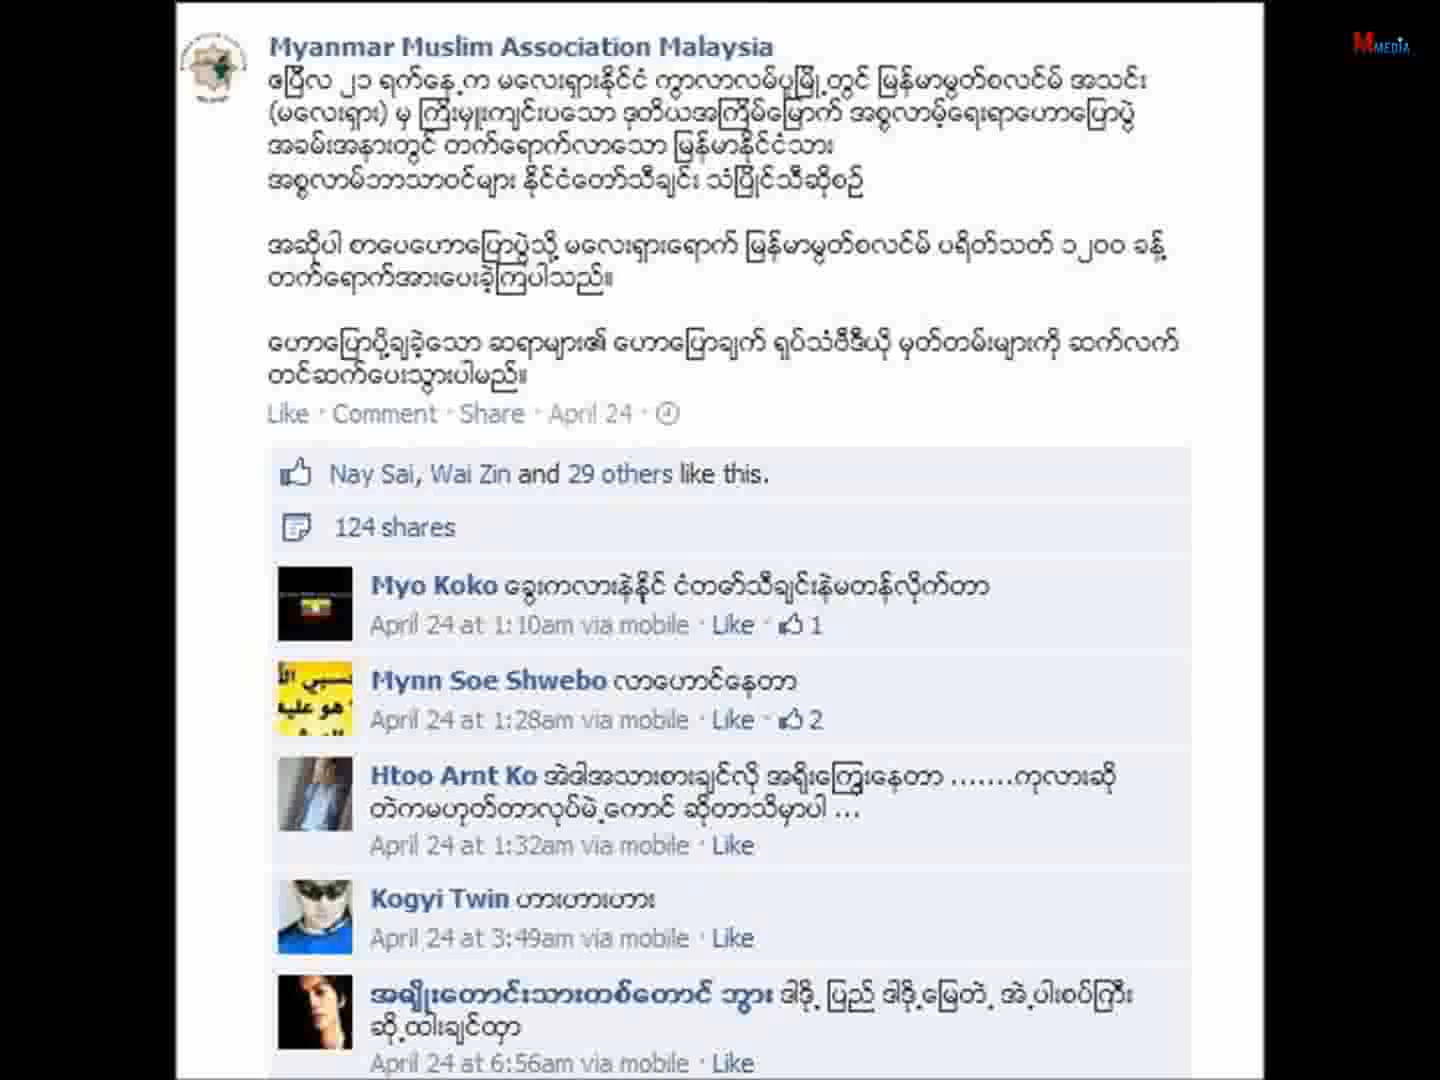 Myanmar Muslim Association Malaysia
ဧပြီလ ၂၁ ရက်နေ့က မလေးရှားနိုင်ငံ ကွာလာလမ်ပူမြို့တွင် မြန်မာမွတ်စလင်မ် အသင်း
(မလေးရှား) မှ ကြီးမှူးကျင်းပသော ဒုတိယအကြိမ်မြောက် အစ္စလာမ့်ရေးရာဟောပြောပွဲ
အခမ်းအနားတွင် တက်ရောက်လာသော မြန်မာနိုင်ငံသား
အစ္စလာမ်ဘာသာဝင်များ နိုင်ငံတော်သီချင်း သံပြိုင်သီဆိုစဉ်
အဆိုပါ စာပေဟောပြောပွဲသို့ မလေးရှားရောက် မြန်မာမွတ်စလင်မ် ပရိတ်သတ် ၁၂၀၀ ခန့်
တက်ရောက်အားပေးခဲ့ကြပါသည်။
ဟောပြောပို့ချခဲ့သော ဆရာများ၏ ဟောပြောချက် ရုပ်သံဗီဒီယို မှတ်တမ်းများကို ဆက်လက်
တင်ဆက်ပေးသွားပါမည်။
Like · Comment · Share · April 24 ·
Nay Sai, Wai Zin and 29 others like this.
124 shares
Myo Koko ခွေးကလားနဲနိုင် ငံတော်သီချင်းနဲမတန်လိုက်တာ
April 24 at 1:10am via mobile · Like · 1
Mynn Soe Shwebo လာဟောင်နေတာ
April 24 at 1:28am via mobile · Like · 2
Htoo Arnt Ko အဲဒါအသားစားချင်လို အရိုးကြွေးနေတာ .......ကုလားဆို
တဲကမဟုတ်တာလုပ်မဲ့ကောင် ဆိုတာသိမှာပါ ...
April 24 at 1:32am via mobile · Like
Kogyi Twin ဟားဟားဟား
April 24 at 3:49am via mobile · Like
အချိုးတောင်းသားတစ်တောင် ဘွား ဒါဒို့ ပြည် ဒါဒို့မြေတဲ့ အဲ့ပါးစပ်ကြီး
ဆို့ထါးချင်ထှာ
April 24 at 6:56am via mobile · Like
M MEDIA